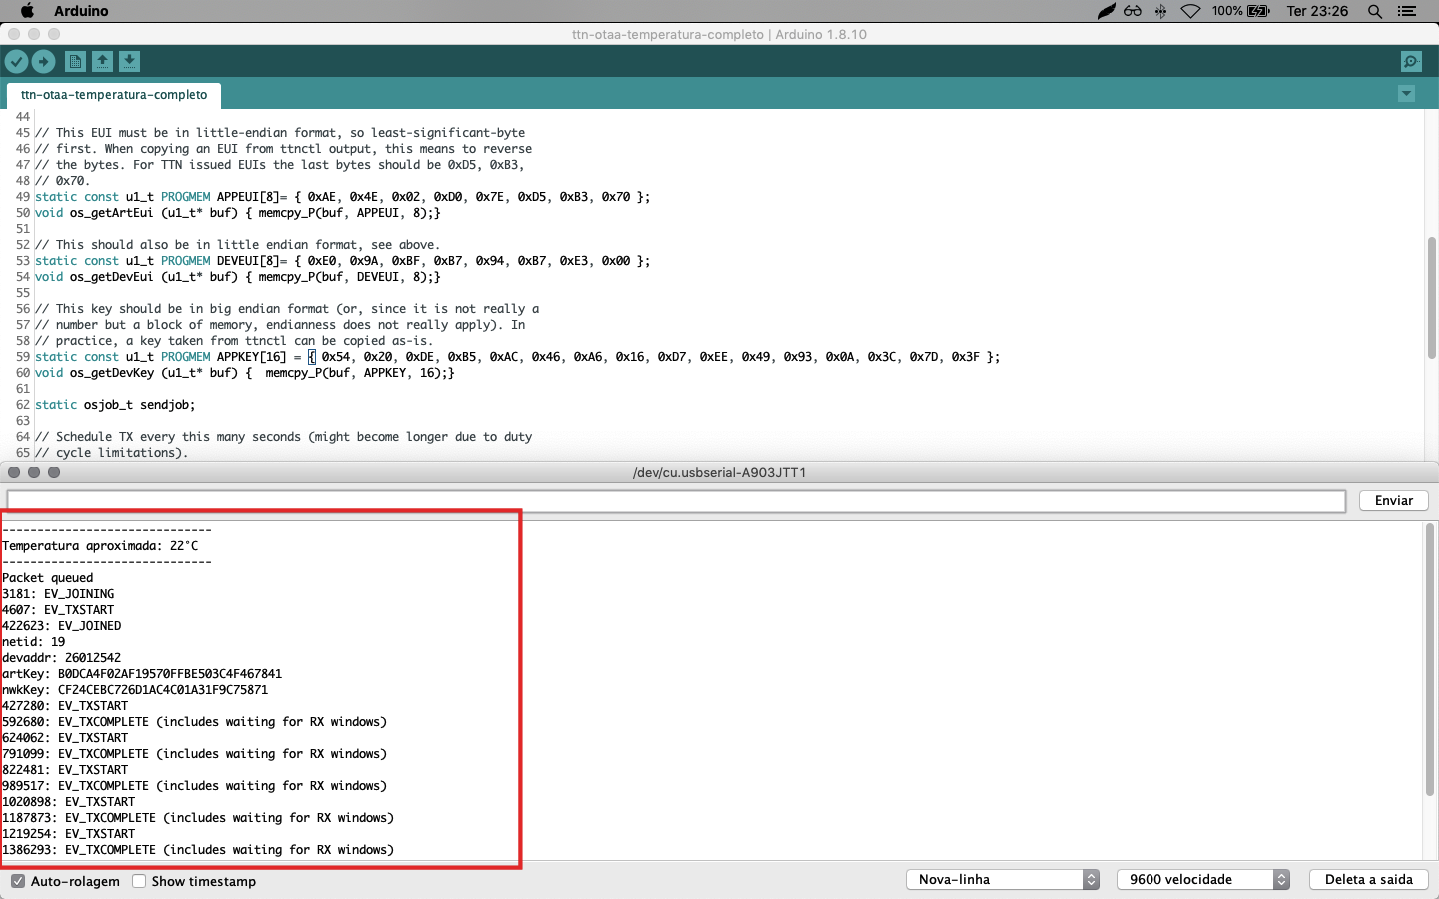 Arduino
100%
Ter 23:26
ttn-otaa-temperatura-completo | Arduino 1.8.10
ttn-otaa-temperatura-completo
44
45 // This EUI must be in little-endian format, so least-significant-byte
46 // first. When copying an EUI from ttnctl output, this means to reverse
47 // the bytes. For TTN issued EUIs the last bytes should be 0xD5, 0xB3,
48 // 0x70.
49 static const u1_t PROGMEM APPEUI[8]= { 0xAE, 0x4E, 0x02, 0xD0, 0x7E, 0xD5, 0xB3, 0x70 };
50 void os_getArtEui (u1_t* buf) { memcpy_P(buf, APPEUI, 8);}
51
52 // This should also be in little endian format, see above.
53 static const u1_t PROGMEM DEVEUI[8]= { 0xE0, 0x9A, 0xBF, 0xB7, 0x94, 0xB7, 0xE3, 0x00 };
54 void os_getDevEui (u1_t* buf) { memcpy_P(buf, DEVEUI, 8);}
55
56 // This key should be in big endian format (or, since it is not really a
57 // number but a block of memory, endianness does not really apply). In
58 // practice, a key taken from ttnctl can be copied as-is.
59 static const u1_t PROGMEM APPKEY[16] = { 0x54, 0x20, 0xDE, 0xB5, 0xAC, 0x46, 0xA6, 0x16, 0xD7, 0xEE, 0x49, 0x93, 0x0A, 0x3C, 0x7D, 0x3F };
60 void os_getDevKey (u1_t* buf) {  memcpy_P(buf, APPKEY, 16);}
61
62 static osjob_t sendjob;
63
64 // Schedule TX every this many seconds (might become longer due to duty
65 // cycle limitations).
/dev/cu.usbserial-A903JTT1
Enviar
------------------------------
Temperatura aproximada: 22°C
------------------------------
Packet queued
3181: EV_JOINING
4607: EV_TXSTART
422623: EV_JOINED
netid: 19
devaddr: 26012542
artKey: B0DCA4F02AF19570FFBE503C4F467841
nwkKey: CF24CEBC726D1AC4C01A31F9C75871
427280: EV_TXSTART
592680: EV_TXCOMPLETE (includes waiting for RX windows)
624062: EV_TXSTART
791099: EV_TXCOMPLETE (includes waiting for RX windows)
822481: EV_TXSTART
989517: EV_TXCOMPLETE (includes waiting for RX windows)
1020898: EV_TXSTART
1187873: EV_TXCOMPLETE (includes waiting for RX windows)
1219254: EV_TXSTART
1386293: EV_TXCOMPLETE (includes waiting for RX windows)
Auto-rolagem
Show timestamp
Nova-linha
9600 velocidade
Deleta a saida